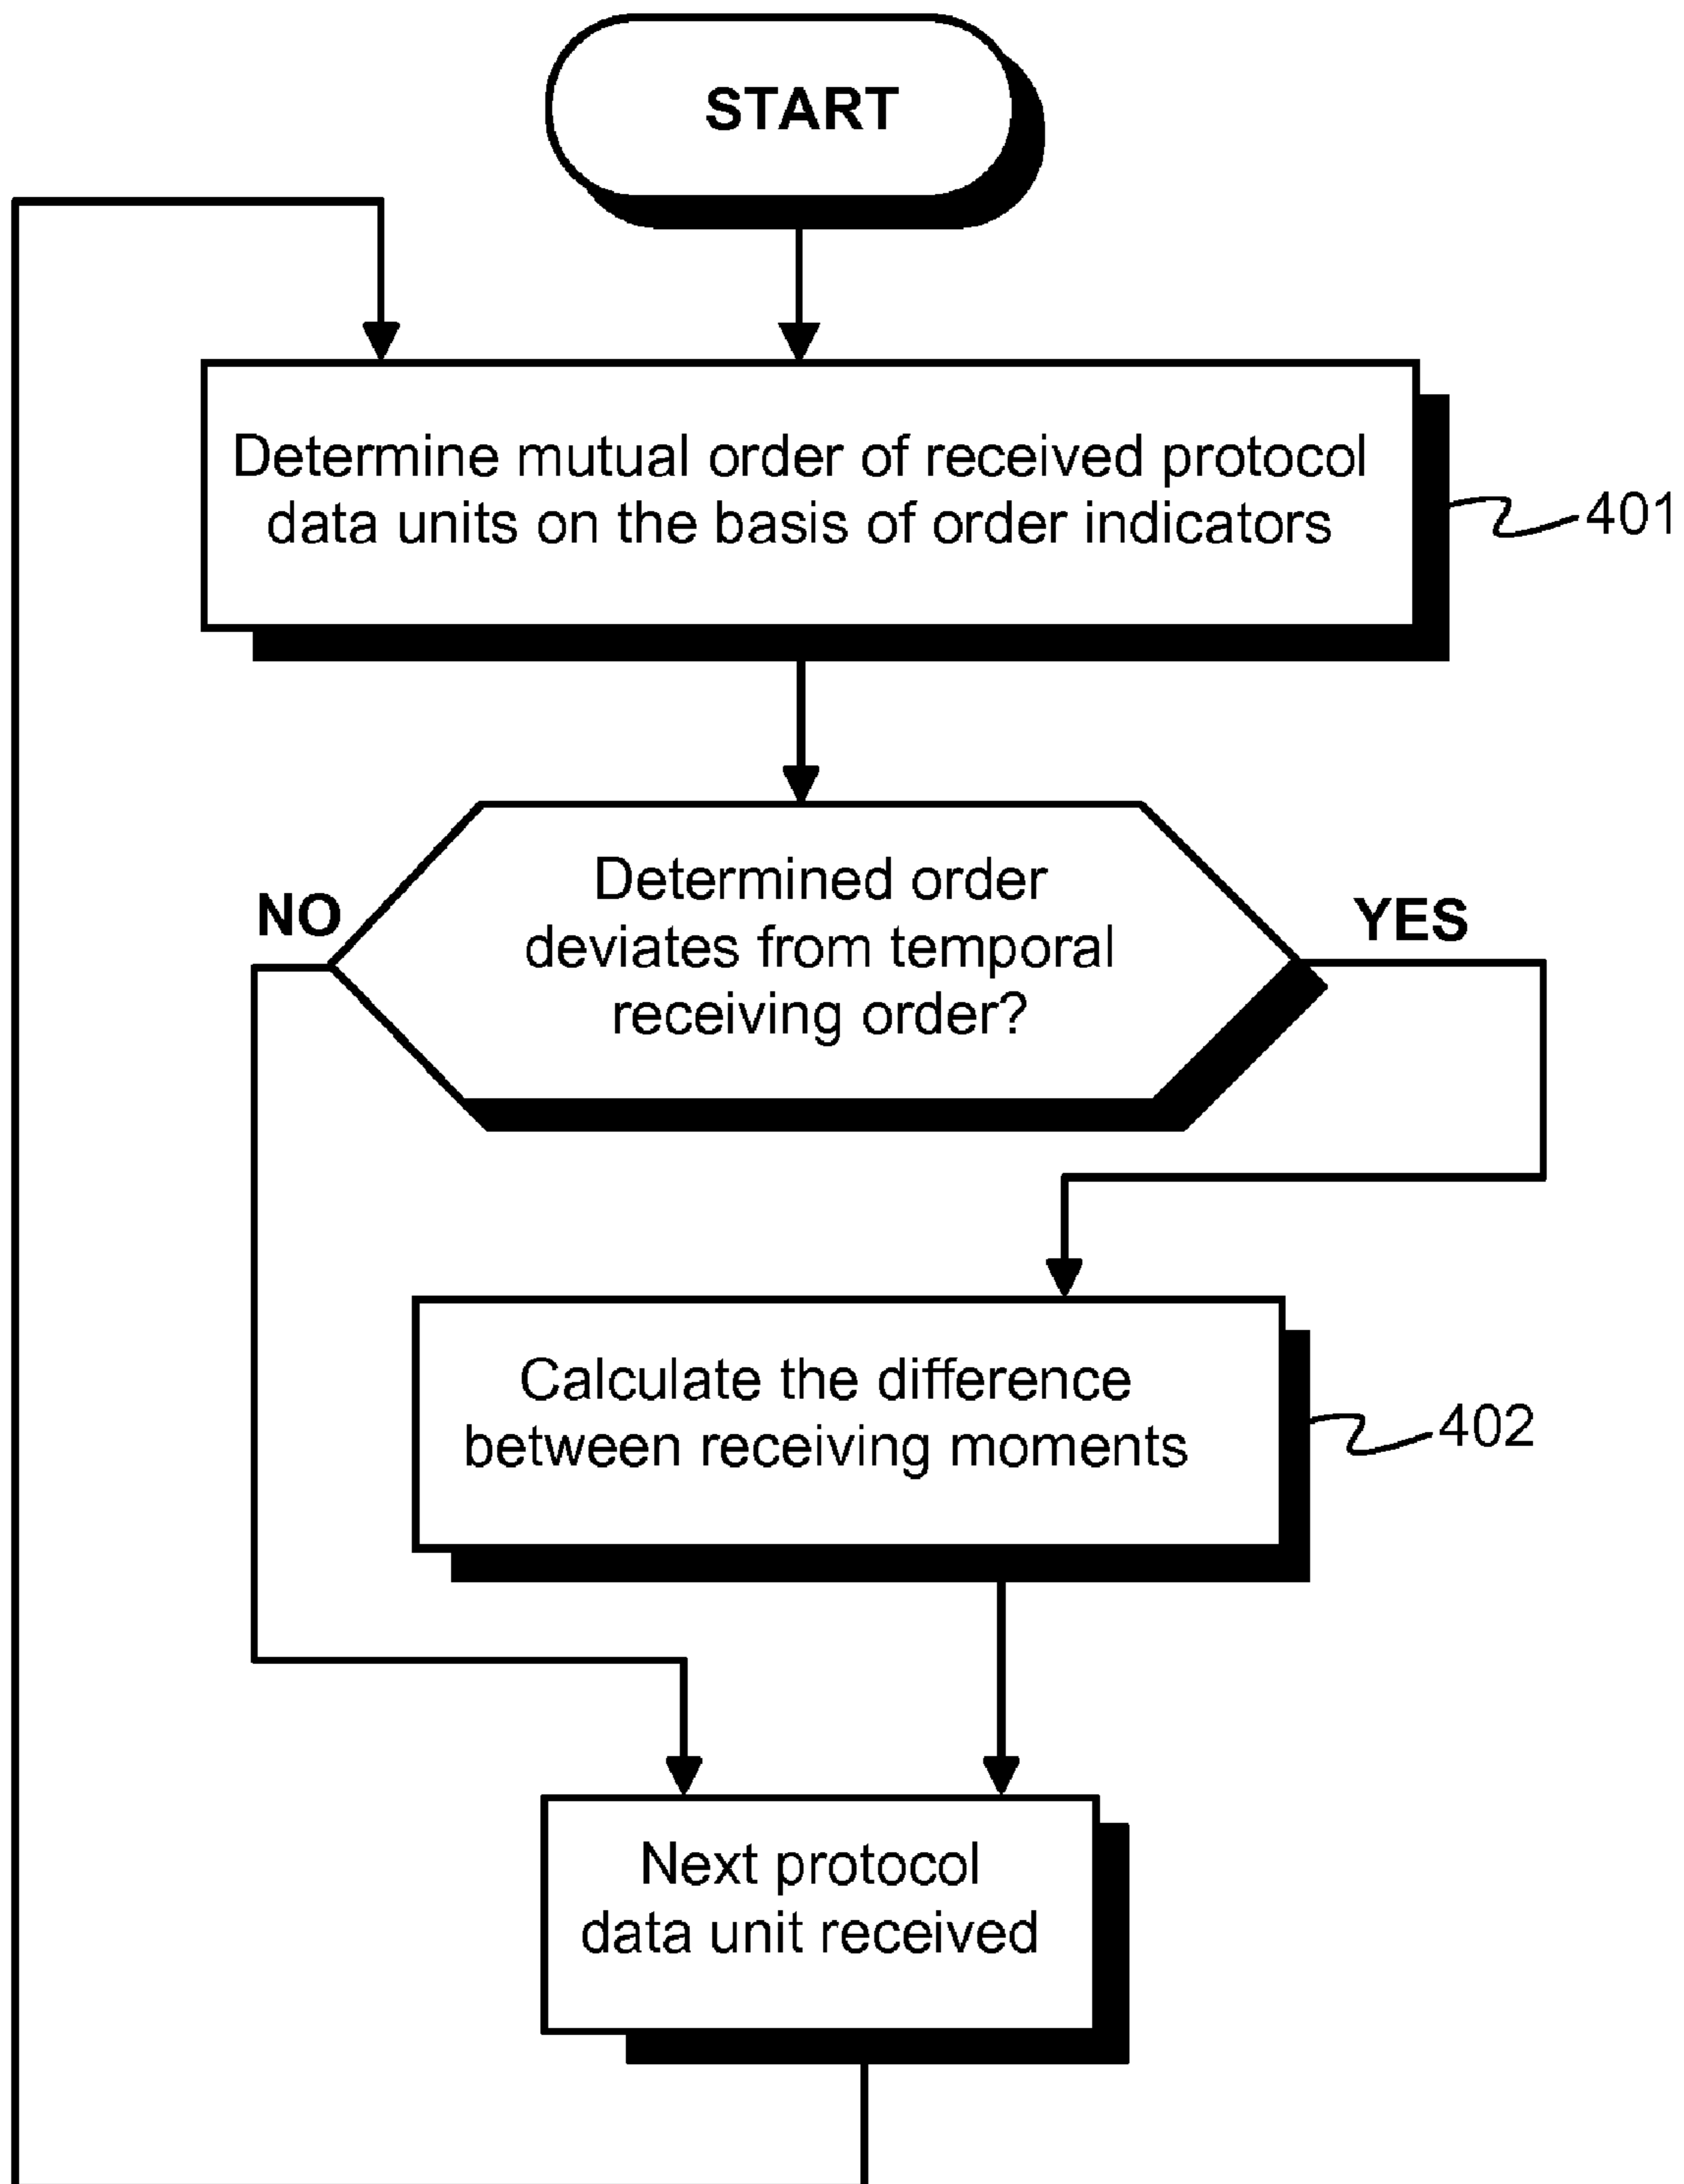 START
Determine mutual order of received protocol
data units on the basis of order indicators
401
Determined order
deviates from temporal
receiving order?
NO
YES
Calculate the difference
between receiving moments
402
Next protocol
data unit received